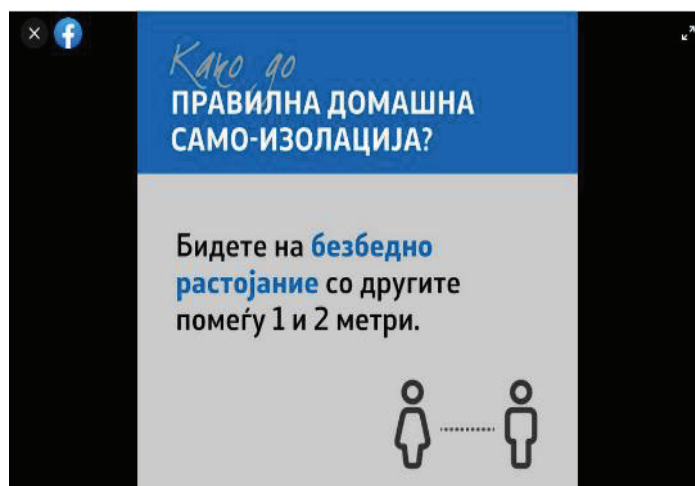 Како до
ПРАВИЛНА ДОМАШНА
САМО-ИЗОЛАЦИЈА?
Бидете на безбедно
растојание со другите
помеѓу 1 и 2 метри.